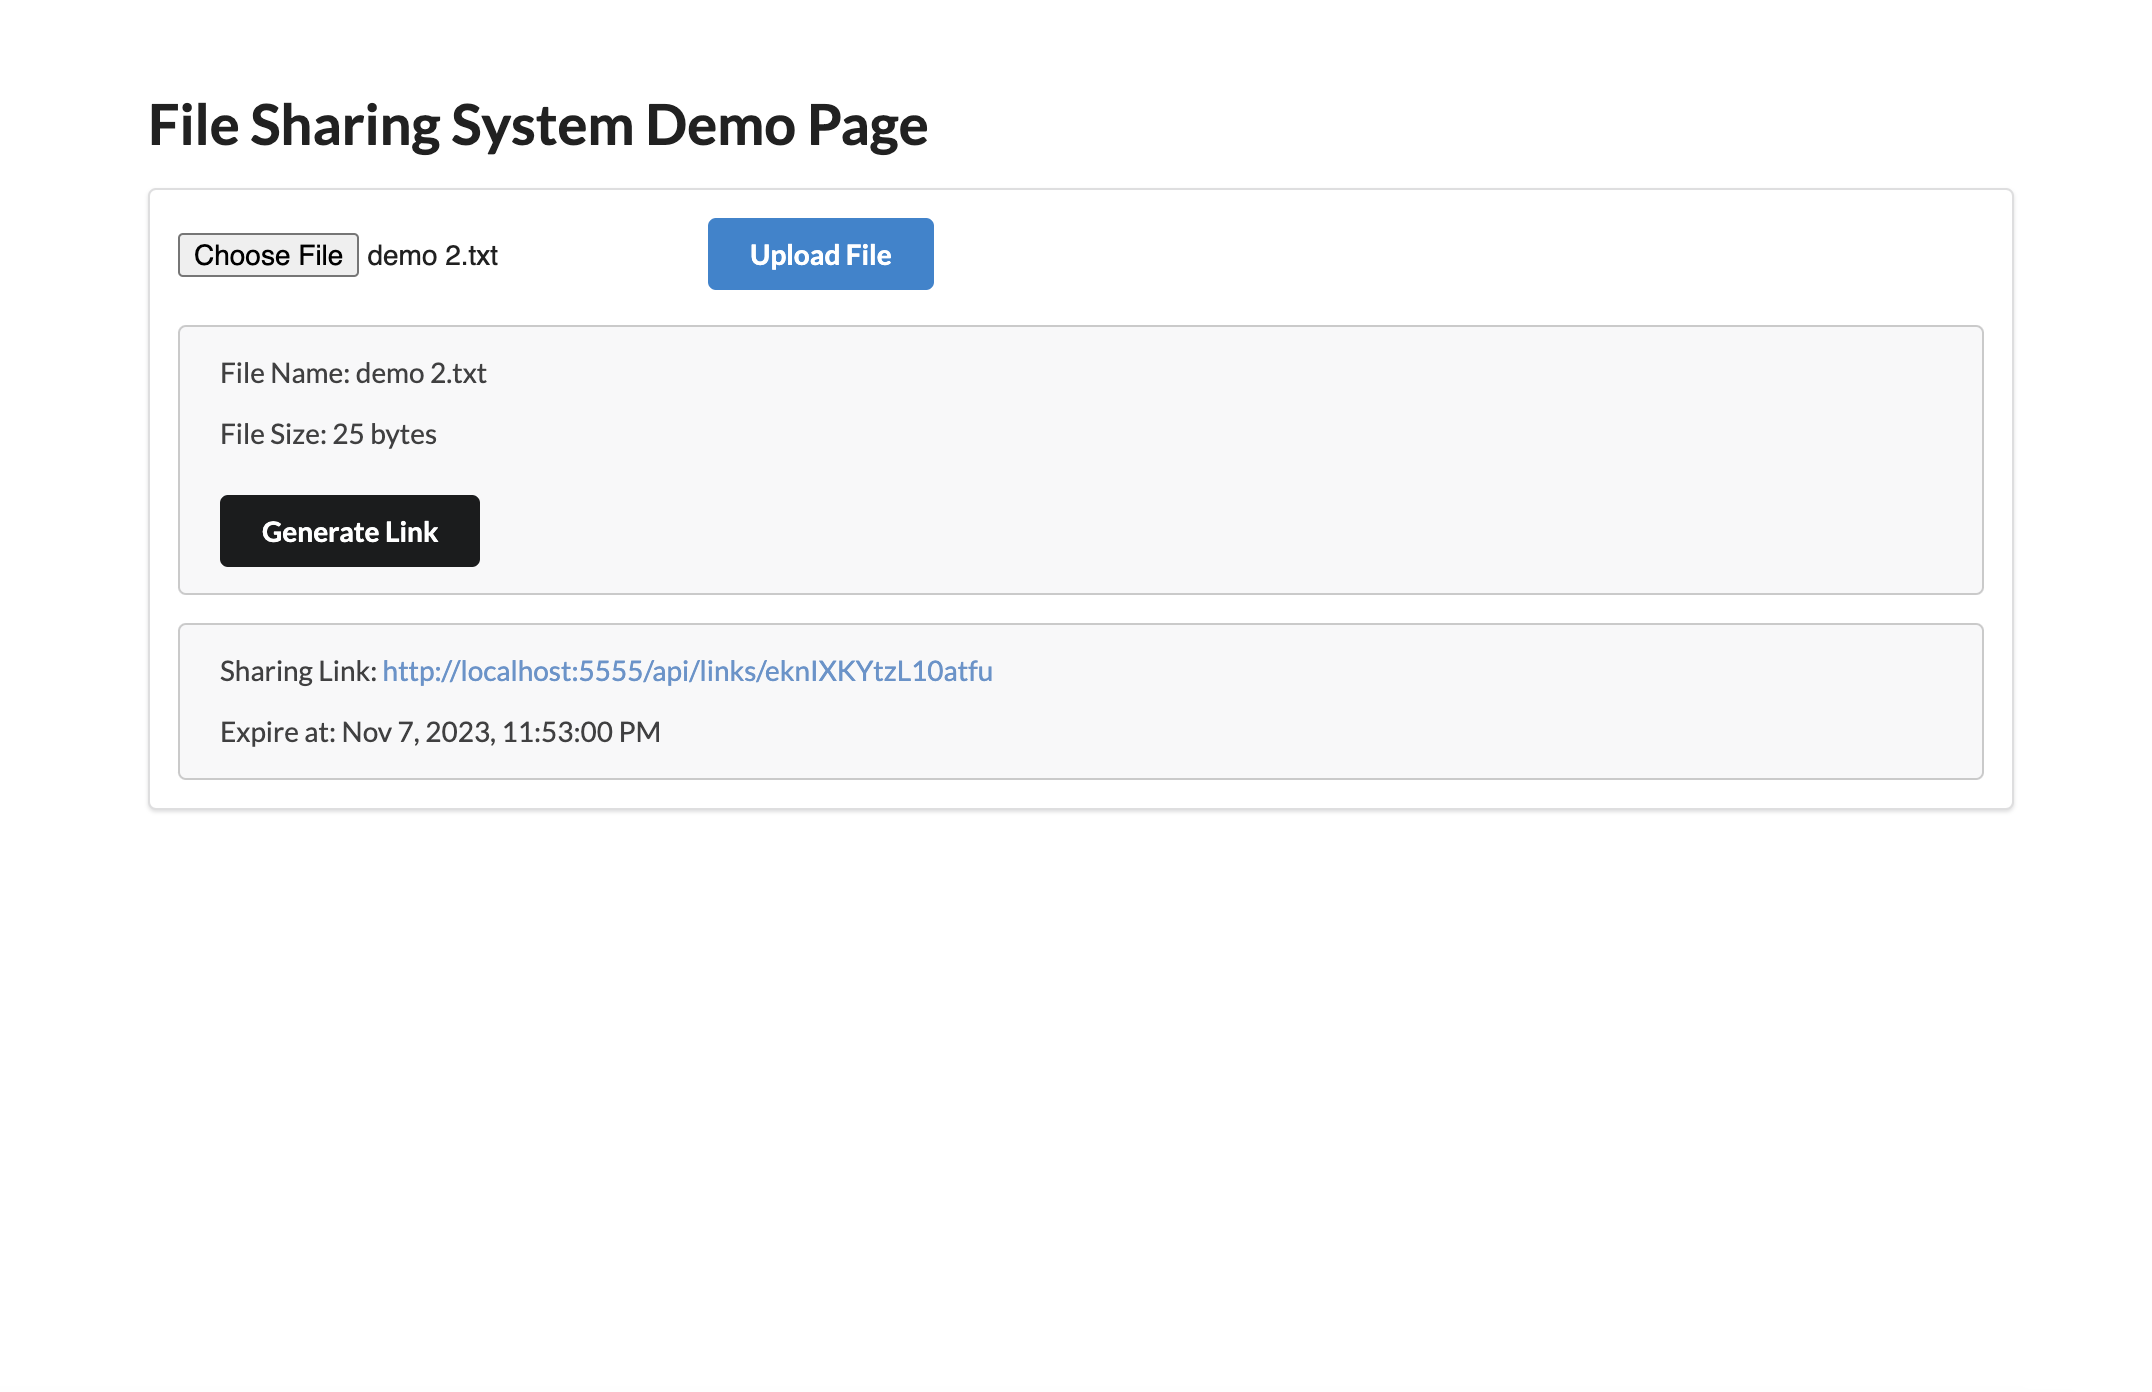 File Sharing System Demo Page
Choose File demo 2.txt Upload File
File Name: demo 2.txt
File Size: 25 bytes
Generate Link
Sharing Link: http://localhost:5555/api/links/eknIXKYtzL10atfu
Expire at: Nov 7, 2023, 11:53:00 PM